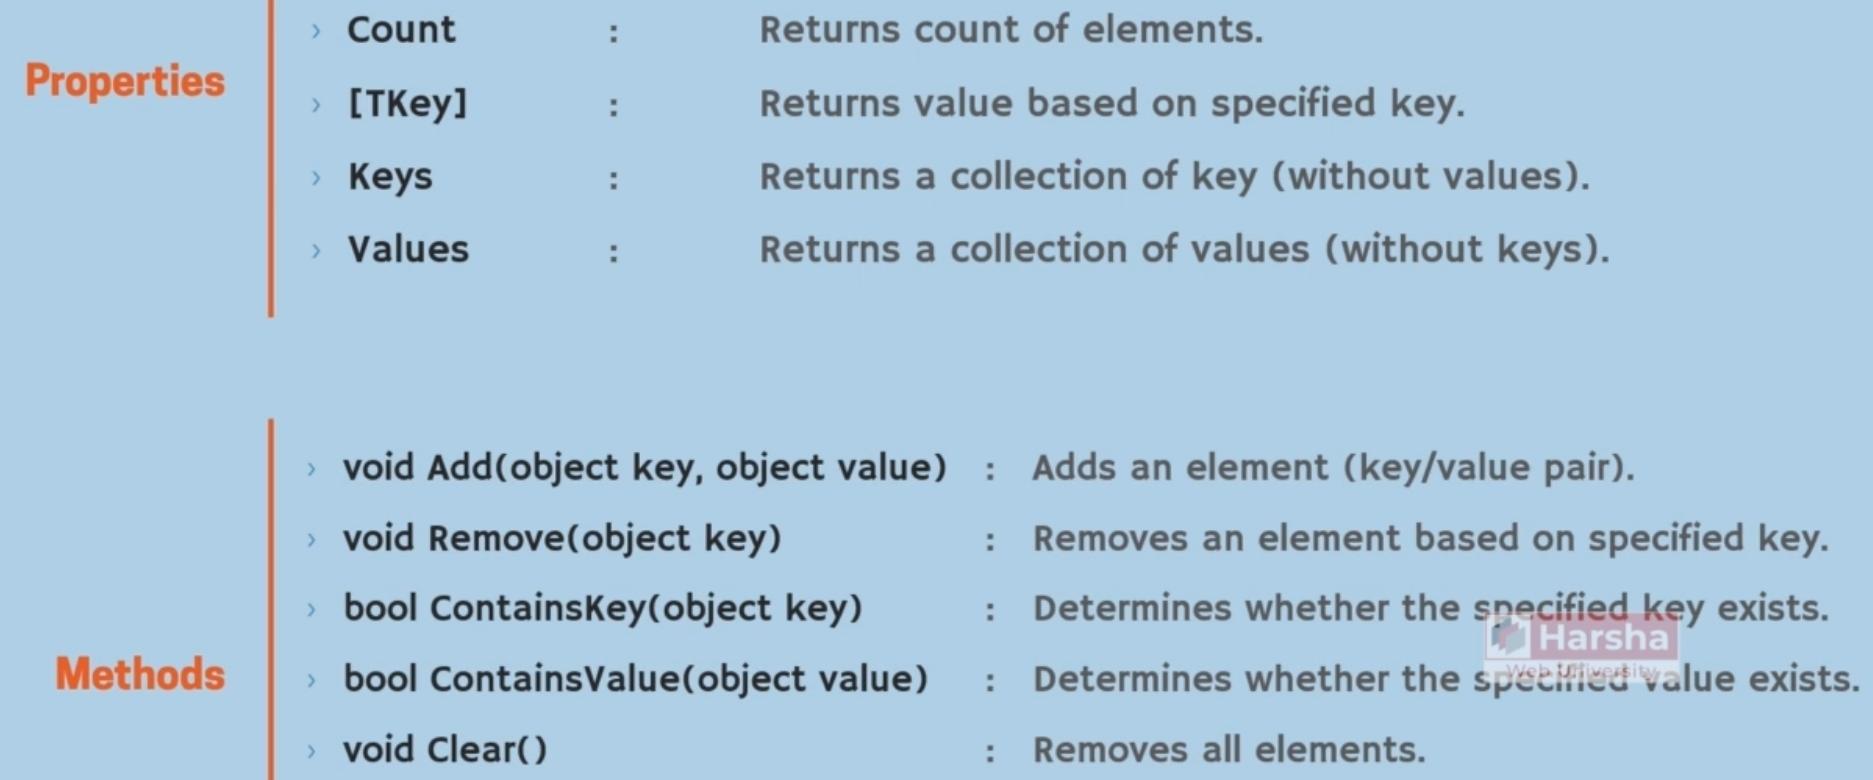 Properties
› Count : Returns count of elements.
› [TKey] : Returns value based on specified key.
› Keys : Returns a collection of key (without values).
› Values : Returns a collection of values (without keys).
Methods
› void Add(object key, object value) : Adds an element (key/value pair).
› void Remove(object key) : Removes an element based on specified key.
› bool ContainsKey(object key) : Determines whether the specified key exists.
› bool ContainsValue(object value) : Determines whether the specified value exists.
› void Clear() : Removes all elements.
Harsha
Web University